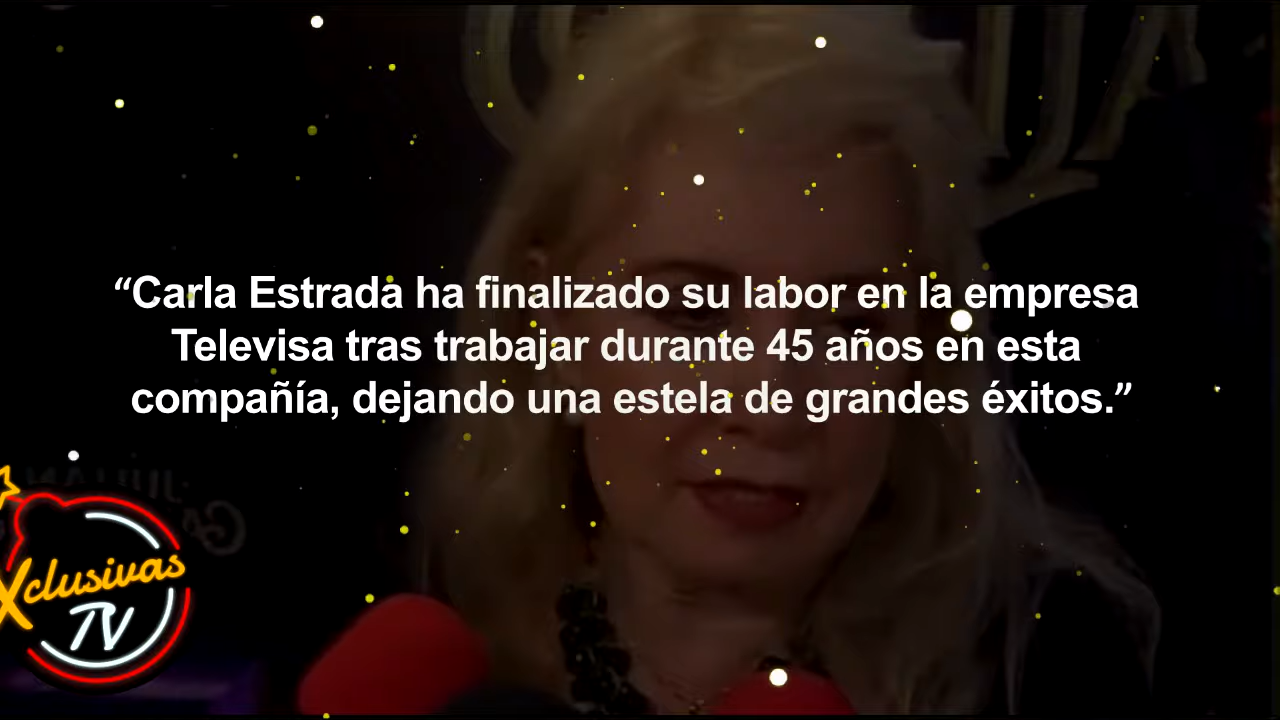 “Carla Estrada ha finalizado su labor en la empresa
Televisa tras trabajar durante 45 años en esta
compañía, dejando una estela de grandes éxitos.”
Xclusivas
TV